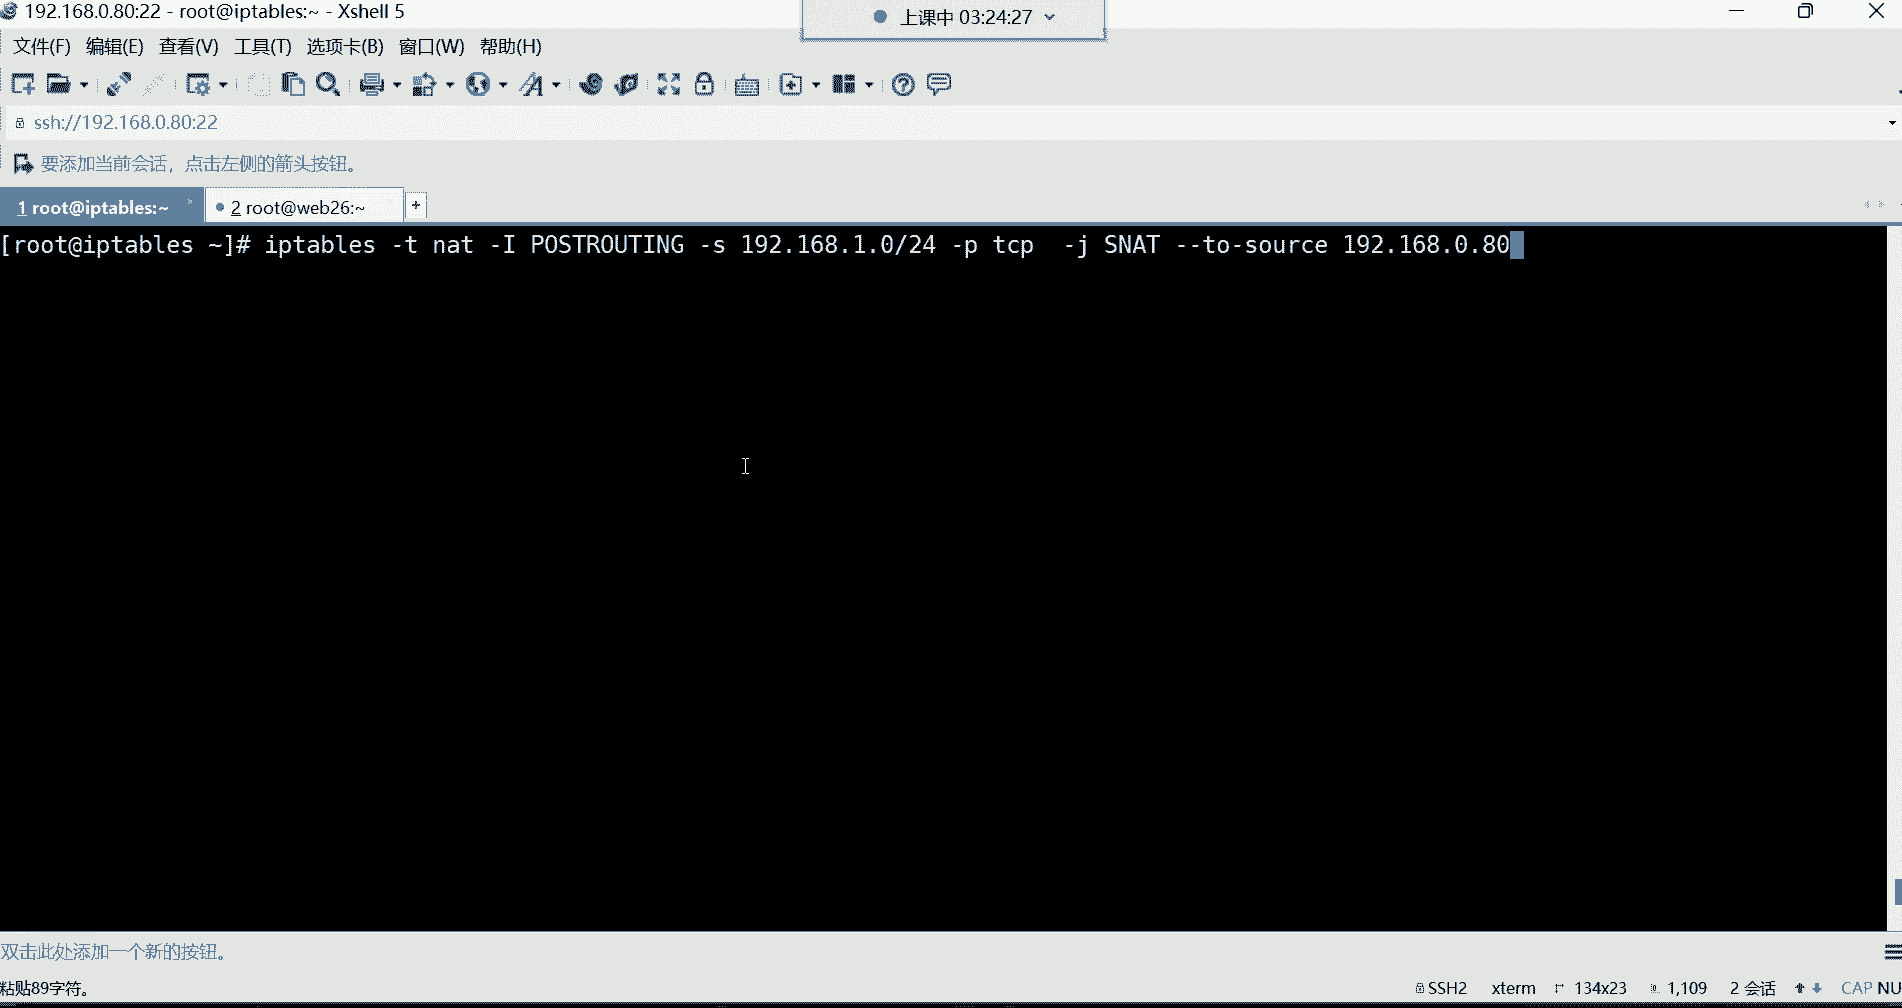 192.168.0.80:22 - root@iptables:~ - Xshell 5
上课中 03:24:27
文件(F) 编辑(E) 查看(V) 工具(T) 选项卡(B) 窗口(W) 帮助(H)
ssh://192.168.0.80:22
要添加当前会话，点击左侧的箭头按钮。
1 root@iptables:~ × 2 root@web26:~ +
[root@iptables ~]# iptables -t nat -I POSTROUTING -s 192.168.1.0/24 -p tcp  -j SNAT --to-source 192.168.0.80
双击此处添加一个新的按钮。
粘贴89字符。 SSH2 xterm 134x23 1,109 2 会话 CAP NU